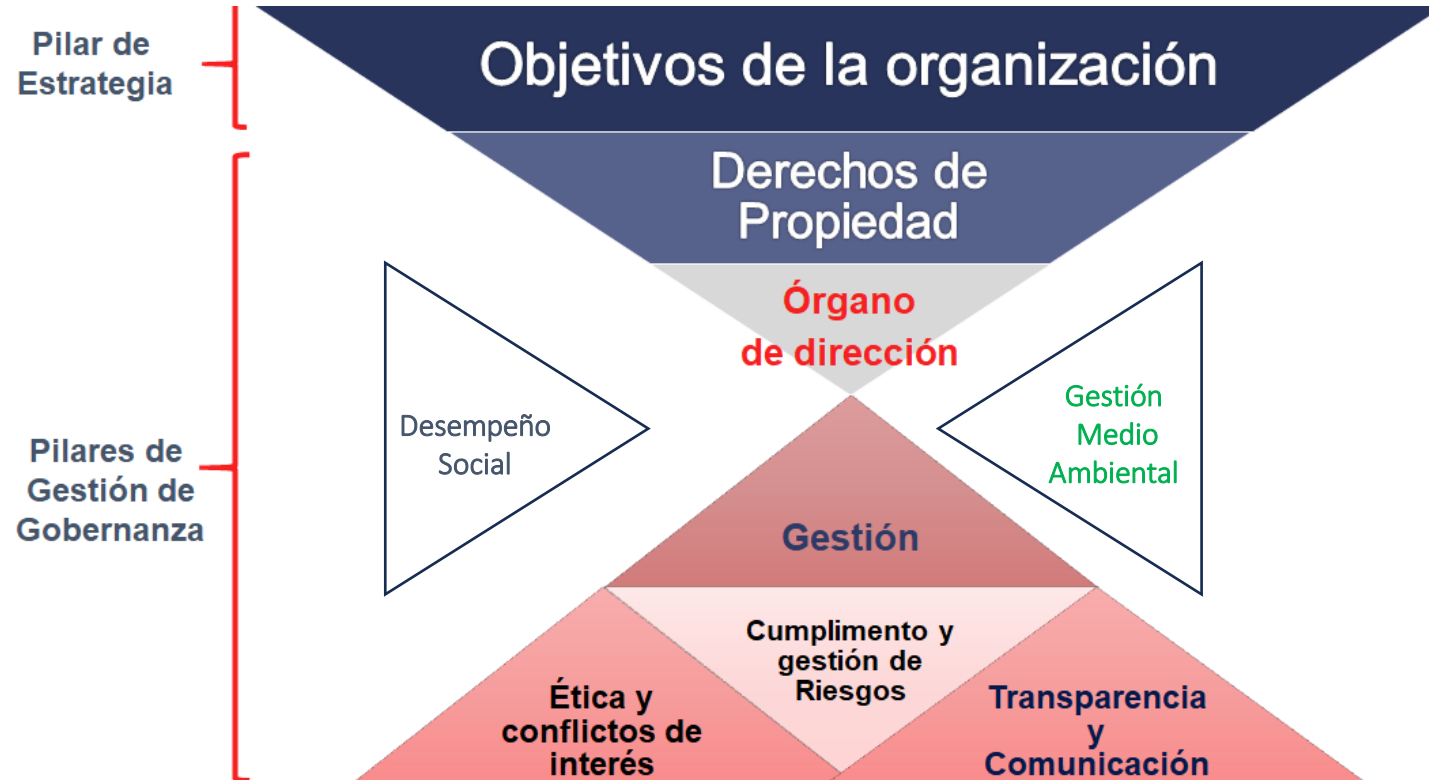 Pilar de
Estrategia
Objetivos de la organización
Derechos de
Propiedad
Órgano
de dirección
Desempeño
Social
Gestión
Medio
Ambiental
Pilares de
Gestión de
Gobernanza
Gestión
Cumplimento y
gestión de
Riesgos
Ética y
conflictos de
interés
Transparencia
y
Comunicación